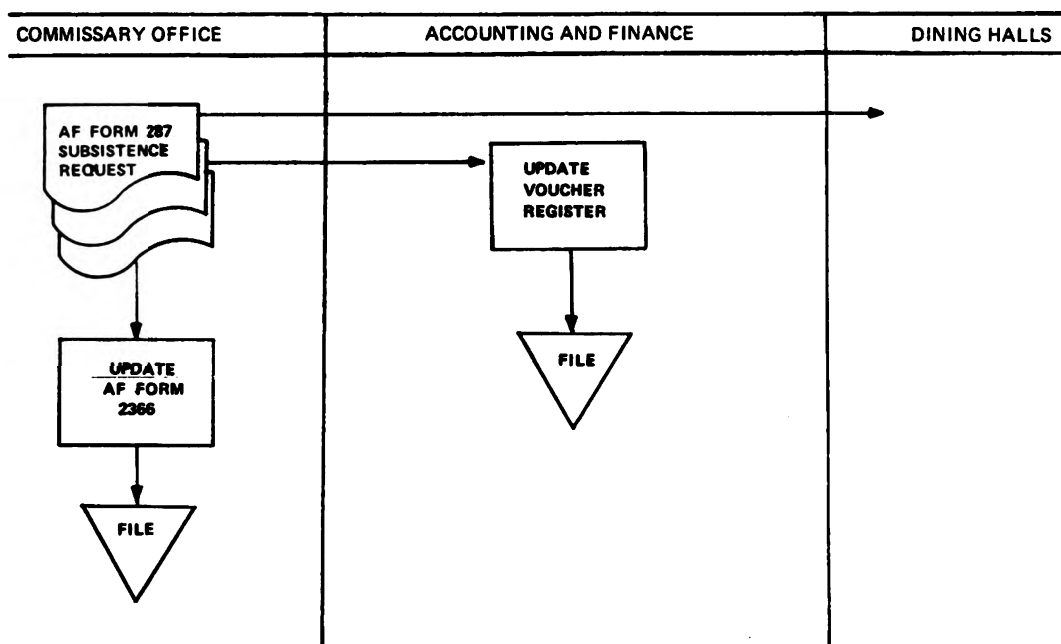 COMMISSARY OFFICE
ACCOUNTING AND FINANCE
DINING HALLS
AF FORM 287
SUBSISTENCE
REQUEST
UPDATE
VOUCHER
REGISTER
FILE
UPDATE
AF FORM
2366
FILE